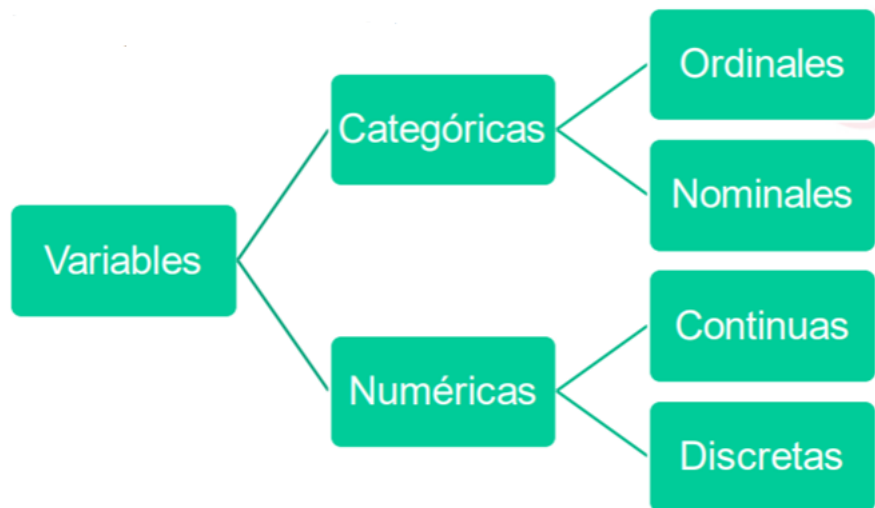 Variables
Categóricas
Ordinales
Nominales
Numéricas
Continuas
Discretas